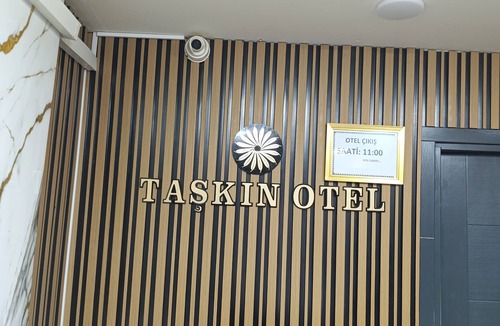 OTEL ÇIKIŞ
SAATİ: 11:00
TAŞKIN OTEL